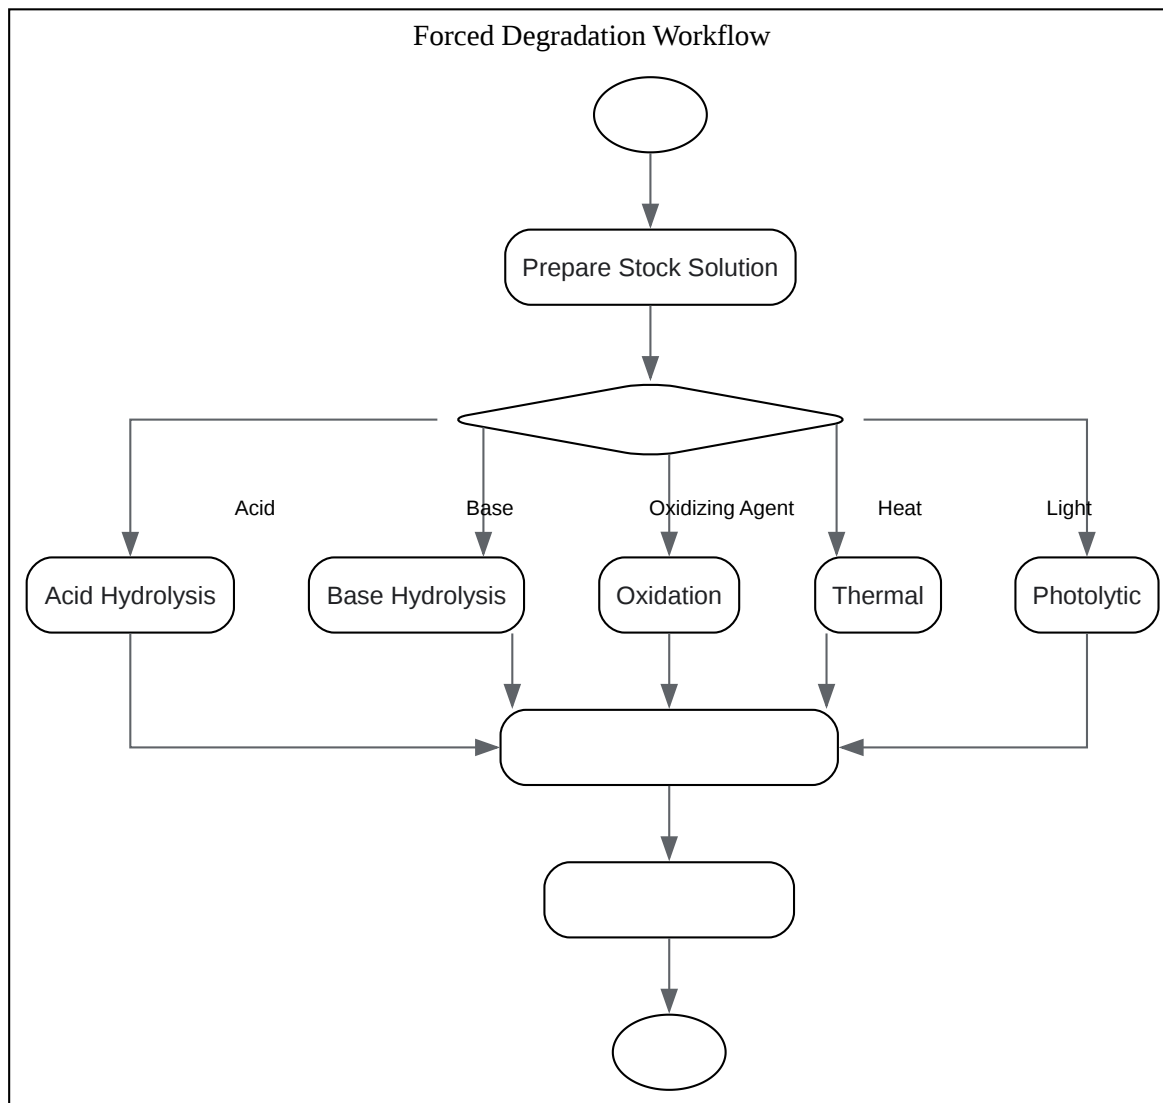 Forced Degradation Workflow
Prepare Stock Solution
Acid
Base
Oxidizing Agent
Heat
Light
Acid Hydrolysis
Base Hydrolysis
Oxidation
Thermal
Photolytic